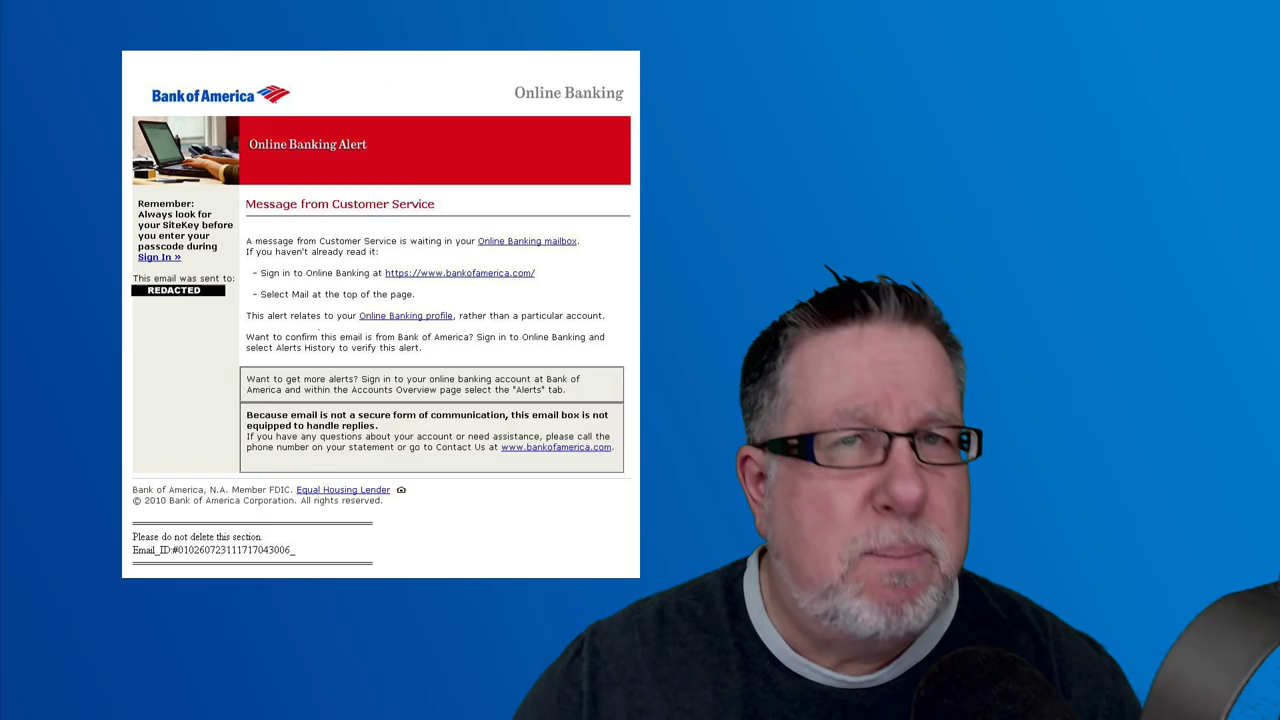 Bank of America
Online Banking
Online Banking Alert
Remember:
Always look for
your SiteKey before
you enter your
passcode during
Sign In »
This email was sent to:
REDACTED
Message from Customer Service
A message from Customer Service is waiting in your Online Banking mailbox.
If you haven't already read it:
- Sign in to Online Banking at https://www.bankofamerica.com/
- Select Mail at the top of the page.
This alert relates to your Online Banking profile, rather than a particular account.
Want to confirm this email is from Bank of America? Sign in to Online Banking and
select Alerts History to verify this alert.
Want to get more alerts? Sign in to your online banking account at Bank of
America and within the Accounts Overview page select the "Alerts" tab.
Because email is not a secure form of communication, this email box is not
equipped to handle replies.
If you have any questions about your account or need assistance, please call the
phone number on your statement or go to Contact Us at www.bankofamerica.com.
Bank of America, N.A. Member FDIC. Equal Housing Lender
© 2010 Bank of America Corporation. All rights reserved.
Please do not delete this section.
Email_ID:#010260723111717043006_